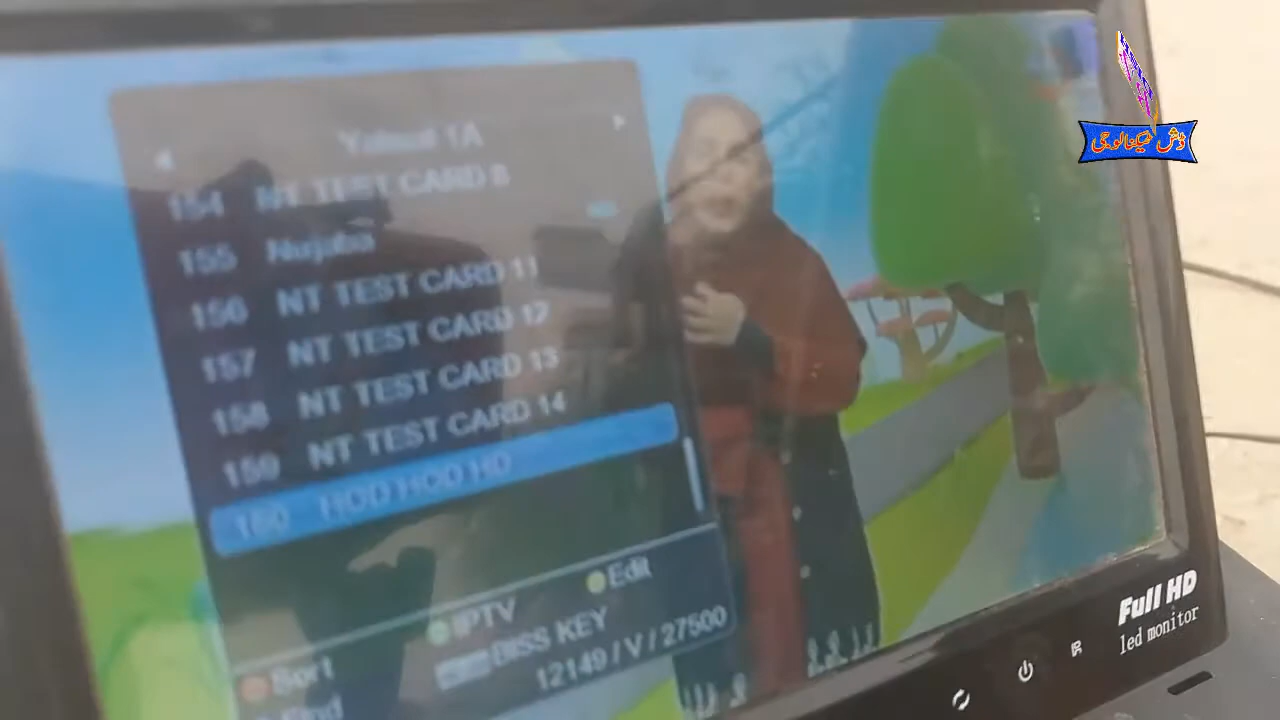 ڈش ٹیکنالوجی
Yahsat 1A
154 NT TEST CARD 8
155 Nujaba
156 NT TEST CARD 11
157 NT TEST CARD 12
158 NT TEST CARD 13
159 NT TEST CARD 14
160 HOD HOD HD
Edit
IPTV
BISS KEY
Sort
12149 / V / 27500
Find
Full HD
led monitor